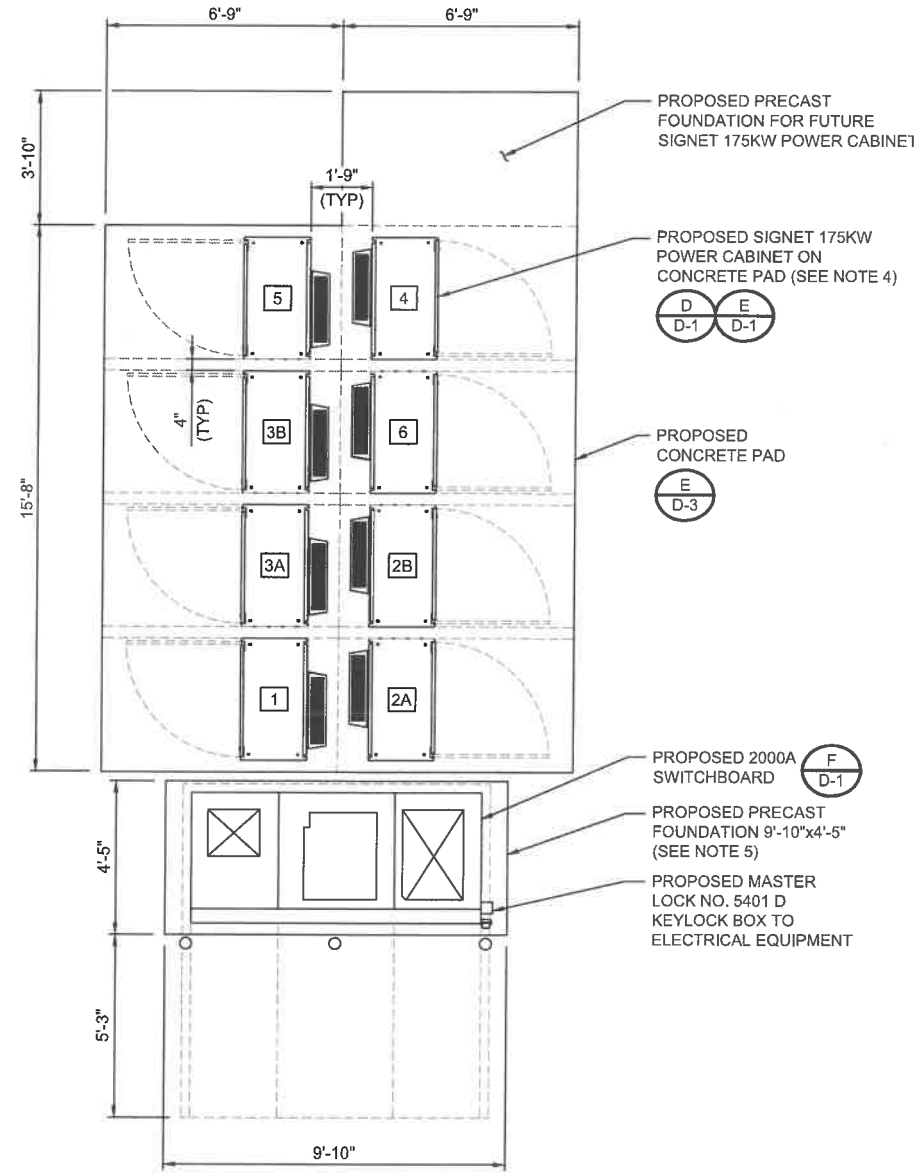 6'-9"
6'-9"
3'-10"
PROPOSED PRECAST
FOUNDATION FOR FUTURE
SIGNET 175KW POWER CABINET
1'-9"
(TYP)
5
4
PROPOSED SIGNET 175KW
POWER CABINET ON
CONCRETE PAD (SEE NOTE 4)
D
D-1
E
D-1
4"
(TYP)
3B
6
15'-8"
PROPOSED
CONCRETE PAD
E
D-3
3A
2B
1
2A
PROPOSED 2000A
SWITCHBOARD
F
D-1
PROPOSED PRECAST
FOUNDATION 9'-10"x4'-5"
(SEE NOTE 5)
4'-5"
PROPOSED MASTER
LOCK NO. 5401 D
KEYLOCK BOX TO
ELECTRICAL EQUIPMENT
5'-3"
9'-10"